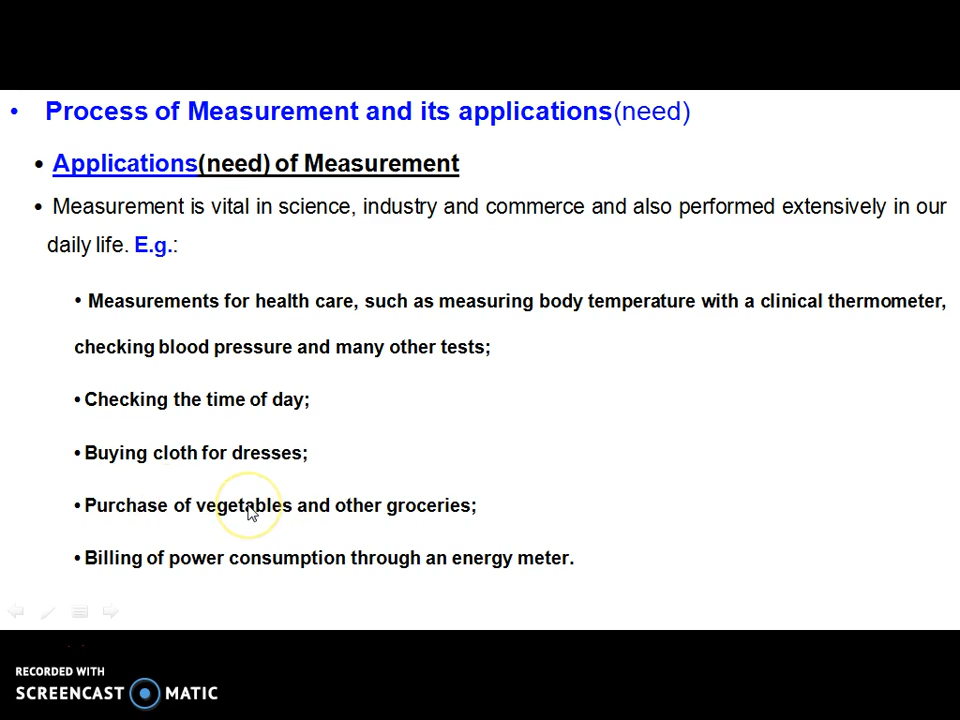 • Process of Measurement and its applications(need)
• Applications(need) of Measurement
• Measurement is vital in science, industry and commerce and also performed extensively in our
daily life. E.g.:
• Measurements for health care, such as measuring body temperature with a clinical thermometer,
checking blood pressure and many other tests;
• Checking the time of day;
• Buying cloth for dresses;
• Purchase of vegetables and other groceries;
• Billing of power consumption through an energy meter.
RECORDED WITH
SCREENCAST MATIC